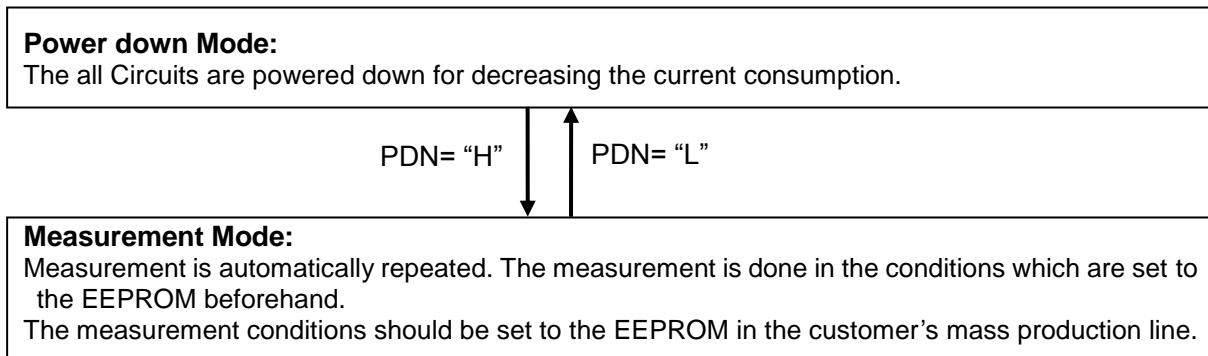 Power down Mode:
The all Circuits are powered down for decreasing the current consumption.
PDN= “H” PDN= “L”
Measurement Mode:
Measurement is automatically repeated. The measurement is done in the conditions which are set to
the EEPROM beforehand.
The measurement conditions should be set to the EEPROM in the customer’s mass production line.